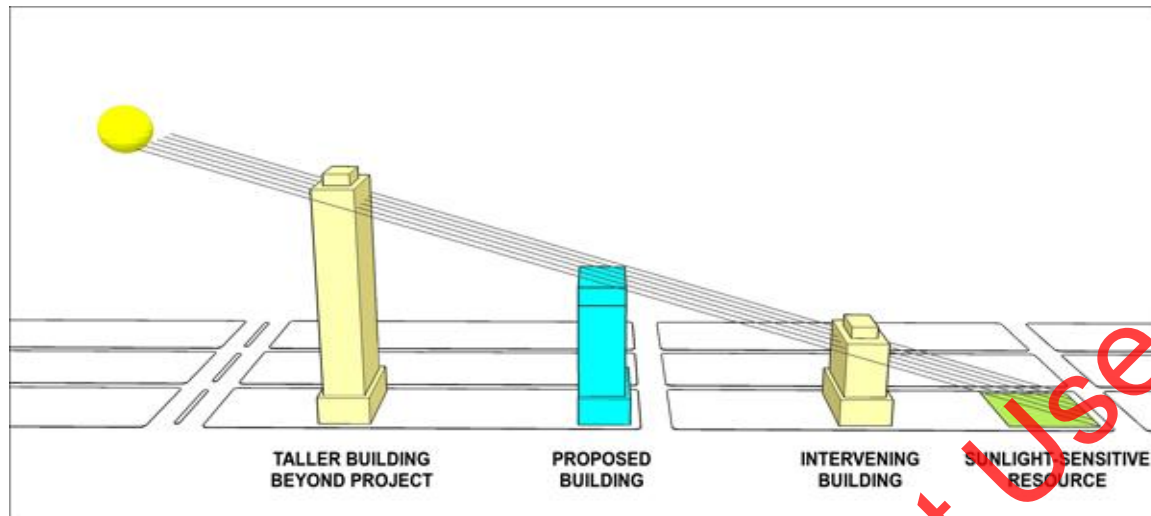 TALLER BUILDING
BEYOND PROJECT
PROPOSED
BUILDING
INTERVENING
BUILDING
SUNLIGHT-SENSITIVE
RESOURCE
Use